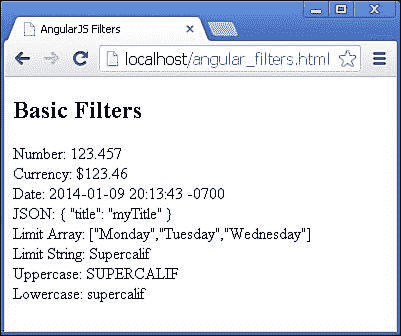 AngularJS Filters
localhost/angular_filters.html
Basic Filters
Number: 123.457
Currency: $123.46
Date: 2014-01-09 20:13:43 -0700
JSON: { "title": "myTitle" }
Limit Array: ["Monday","Tuesday","Wednesday"]
Limit String: Supercalif
Uppercase: SUPERCALIF
Lowercase: supercalif